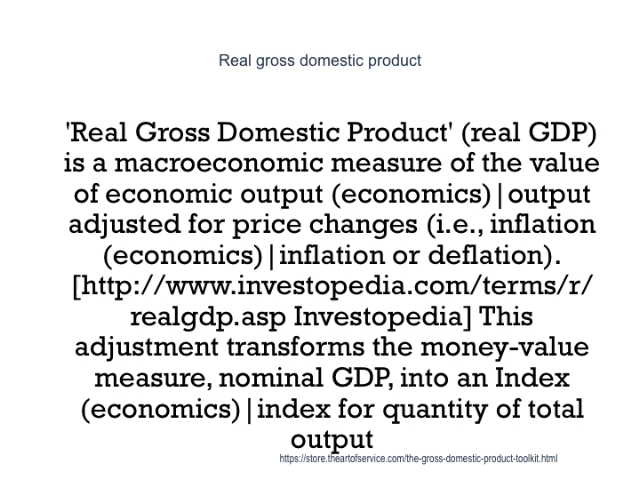 Real gross domestic product
'Real Gross Domestic Product' (real GDP)
is a macroeconomic measure of the value
of economic output (economics)|output
adjusted for price changes (i.e., inflation
(economics)|inflation or deflation).
[http://www.investopedia.com/terms/r/
realgdp.asp Investopedia] This
adjustment transforms the money-value
measure, nominal GDP, into an Index
(economics)|index for quantity of total
output
https://store.theartofservice.com/the-gross-domestic-product-toolkit.html